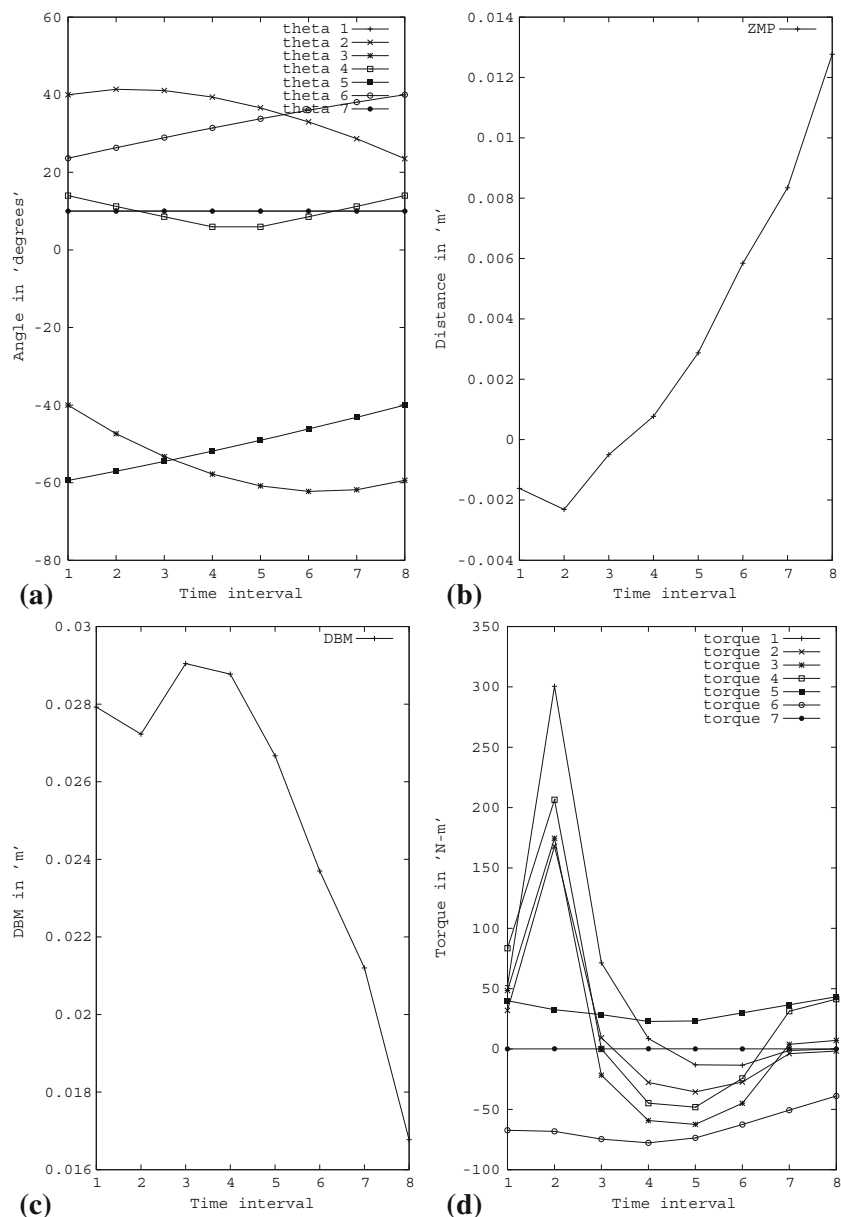 60
40
20
0
-20
-40
-60
-80
Angle in 'degrees'
theta 1
theta 2
theta 3
theta 4
theta 5
theta 6
theta 7
1 2 3 4 5 6 7 8
Time interval
(a)
0.014
0.012
0.01
0.008
0.006
0.004
0.002
0
-0.002
-0.004
Distance in 'm'
ZMP
1 2 3 4 5 6 7 8
Time interval
(b)
0.03
0.028
0.026
0.024
0.022
0.02
0.018
0.016
DBM in 'm'
DBM
1 2 3 4 5 6 7 8
Time interval
(c)
350
300
250
200
150
100
50
0
-50
-100
Torque in 'N-m'
torque 1
torque 2
torque 3
torque 4
torque 5
torque 6
torque 7
1 2 3 4 5 6 7 8
Time interval
(d)